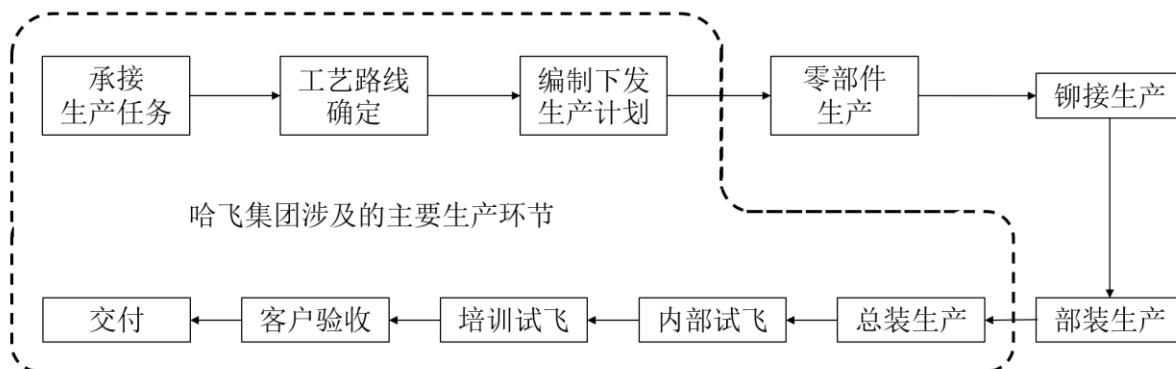 承接
生产任务
工艺路线
确定
编制下发
生产计划
零部件
生产
铆接生产
哈飞集团涉及的主要生产环节
交付
客户验收
培训试飞
内部试飞
总装生产
部装生产